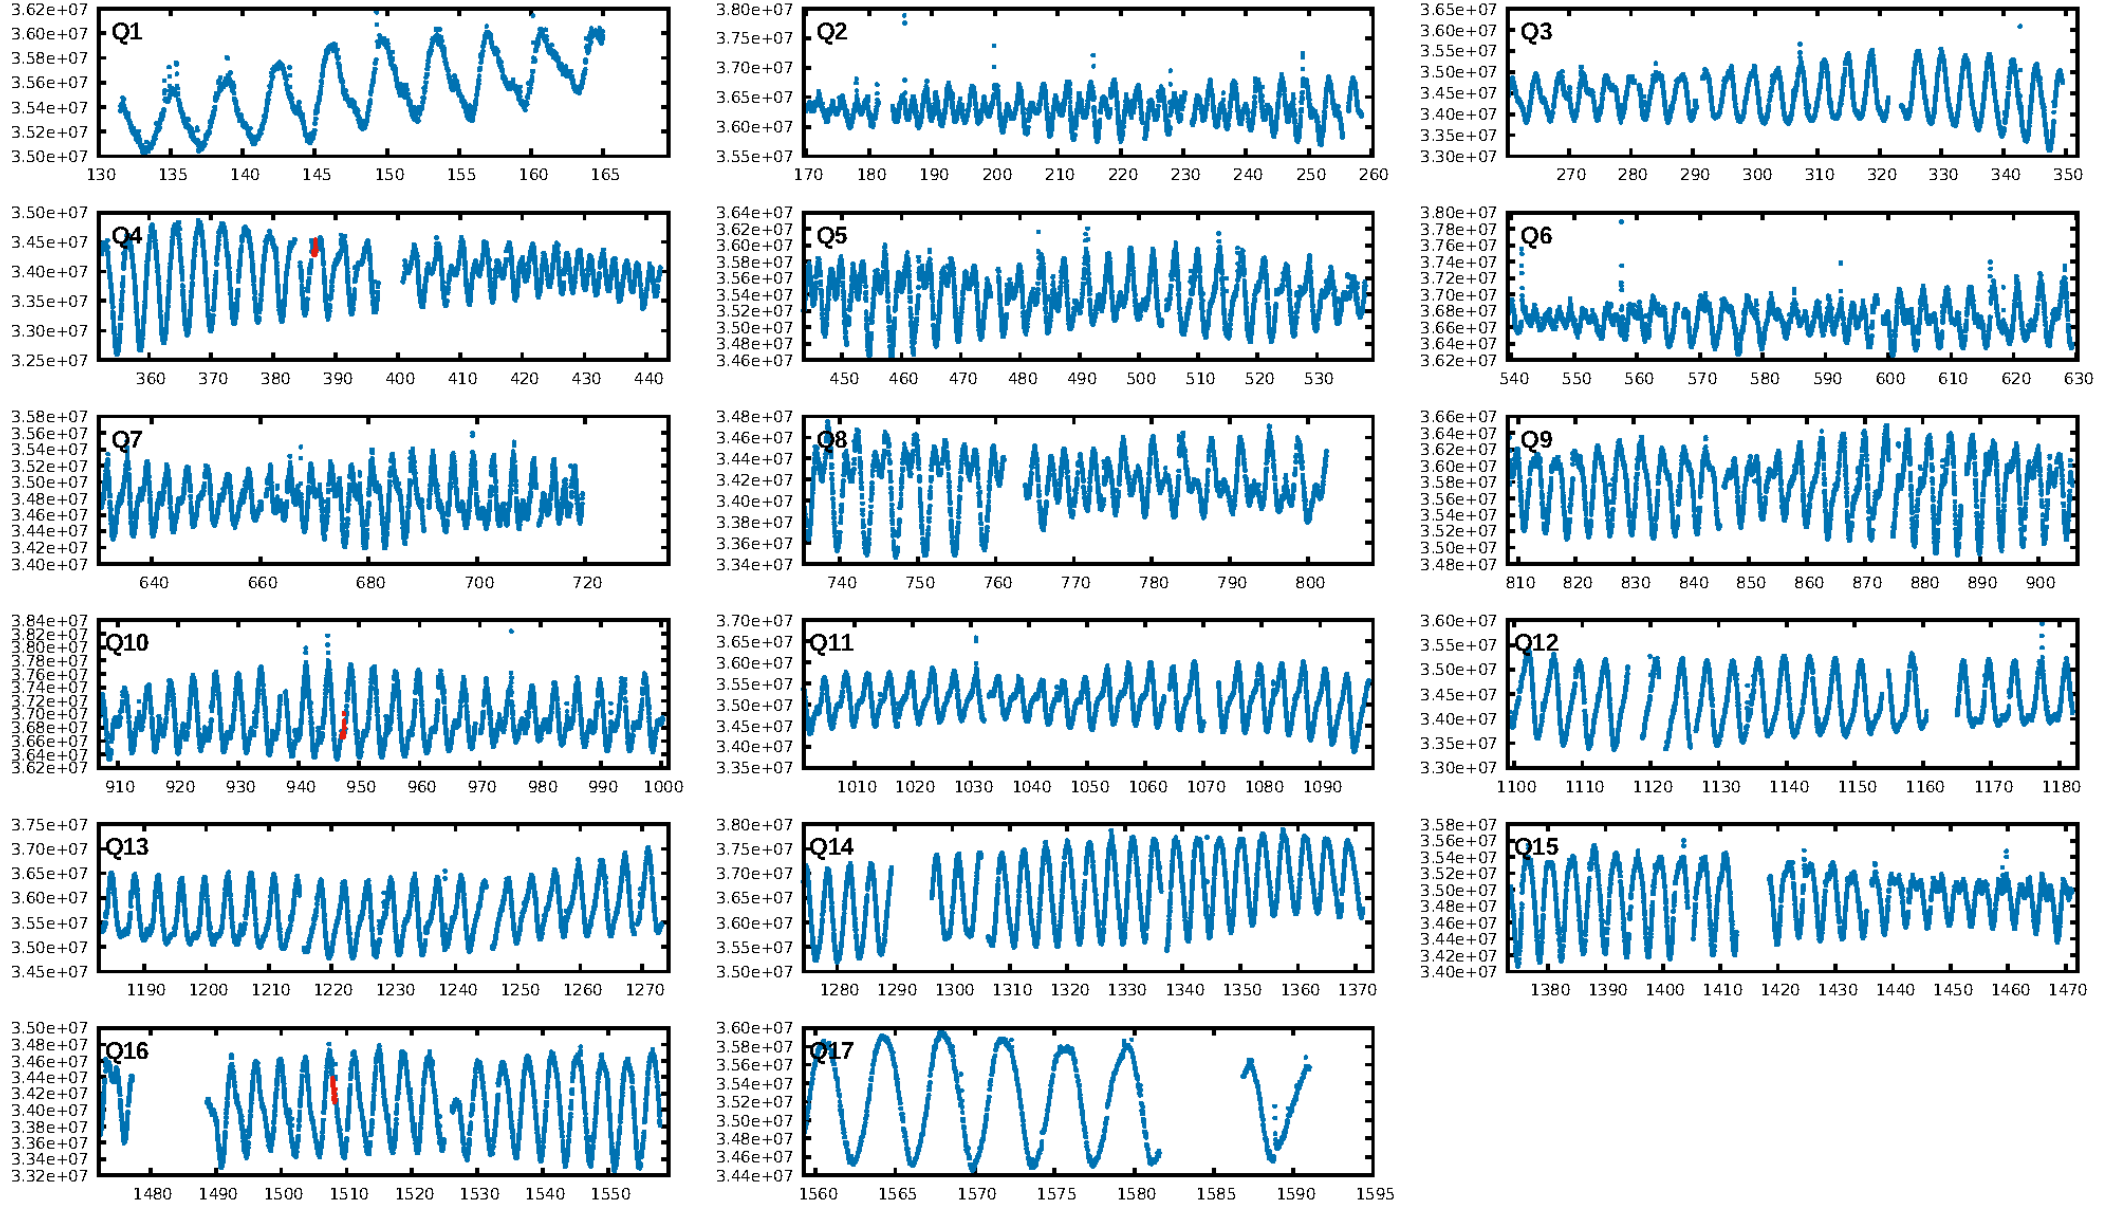 3.62e+07 3.60e+07 3.58e+07 3.56e+07 3.54e+07 3.52e+07 3.50e+07
Q1
130 135 140 145 150 155 160 165
3.80e+07 3.75e+07 3.70e+07 3.65e+07 3.60e+07 3.55e+07
Q2
170 180 190 200 210 220 230 240 250 260
3.65e+07 3.60e+07 3.55e+07 3.50e+07 3.45e+07 3.40e+07 3.35e+07 3.30e+07
Q3
270 280 290 300 310 320 330 340 350
3.50e+07 3.45e+07 3.40e+07 3.35e+07 3.30e+07 3.25e+07
Q4
360 370 380 390 400 410 420 430 440
3.64e+07 3.62e+07 3.60e+07 3.58e+07 3.56e+07 3.54e+07 3.52e+07 3.50e+07 3.48e+07 3.46e+07
Q5
450 460 470 480 490 500 510 520 530
3.80e+07 3.78e+07 3.76e+07 3.74e+07 3.72e+07 3.70e+07 3.68e+07 3.66e+07 3.64e+07 3.62e+07
Q6
540 550 560 570 580 590 600 610 620 630
3.58e+07 3.56e+07 3.54e+07 3.52e+07 3.50e+07 3.48e+07 3.46e+07 3.44e+07 3.42e+07 3.40e+07
Q7
640 660 680 700 720
3.48e+07 3.46e+07 3.44e+07 3.42e+07 3.40e+07 3.38e+07 3.36e+07 3.34e+07
Q8
740 750 760 770 780 790 800
3.66e+07 3.64e+07 3.62e+07 3.60e+07 3.58e+07 3.56e+07 3.54e+07 3.52e+07 3.50e+07 3.48e+07
Q9
810 820 830 840 850 860 870 880 890 900
3.84e+07 3.82e+07 3.80e+07 3.78e+07 3.76e+07 3.74e+07 3.72e+07 3.70e+07 3.68e+07 3.66e+07 3.64e+07 3.62e+07
Q10
910 920 930 940 950 960 970 980 990 1000
3.70e+07 3.65e+07 3.60e+07 3.55e+07 3.50e+07 3.45e+07 3.40e+07 3.35e+07
Q11
1010 1020 1030 1040 1050 1060 1070 1080 1090
3.60e+07 3.55e+07 3.50e+07 3.45e+07 3.40e+07 3.35e+07 3.30e+07
Q12
1100 1110 1120 1130 1140 1150 1160 1170 1180
3.75e+07 3.70e+07 3.65e+07 3.60e+07 3.55e+07 3.50e+07 3.45e+07
Q13
1190 1200 1210 1220 1230 1240 1250 1260 1270
3.80e+07 3.75e+07 3.70e+07 3.65e+07 3.60e+07 3.55e+07 3.50e+07
Q14
1280 1290 1300 1310 1320 1330 1340 1350 1360 1370
3.58e+07 3.56e+07 3.54e+07 3.52e+07 3.50e+07 3.48e+07 3.46e+07 3.44e+07 3.42e+07 3.40e+07
Q15
1380 1390 1400 1410 1420 1430 1440 1450 1460 1470
3.50e+07 3.48e+07 3.46e+07 3.44e+07 3.42e+07 3.40e+07 3.38e+07 3.36e+07 3.34e+07 3.32e+07
Q16
1480 1490 1500 1510 1520 1530 1540 1550
3.60e+07 3.58e+07 3.56e+07 3.54e+07 3.52e+07 3.50e+07 3.48e+07 3.46e+07 3.44e+07
Q17
1560 1565 1570 1575 1580 1585 1590 1595